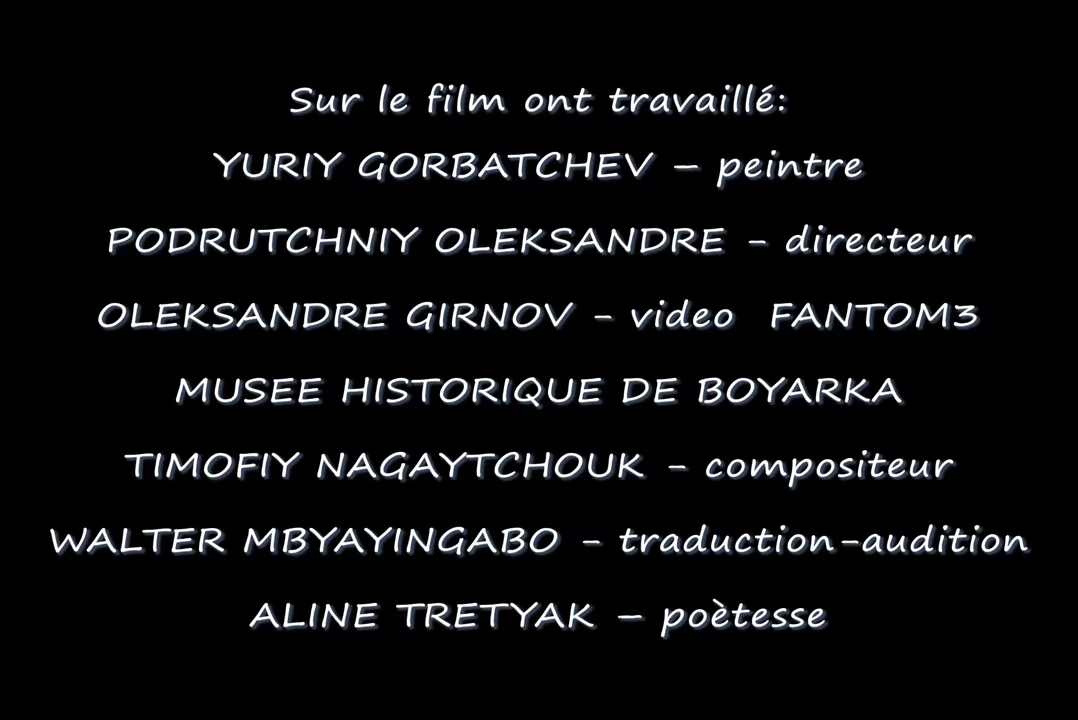 Sur le film ont travaillé:
YURIY GORBATCHEV – peintre
PODRUTCHNIY OLEKSANDRE - directeur
OLEKSANDRE GIRNOV - video FANTOM3
MUSEE HISTORIQUE DE BOYARKA
TIMOFIY NAGAYTCHOUK - compositeur
WALTER MBYAYINGABO - traduction-audition
ALINE TRETYAK – poètesse